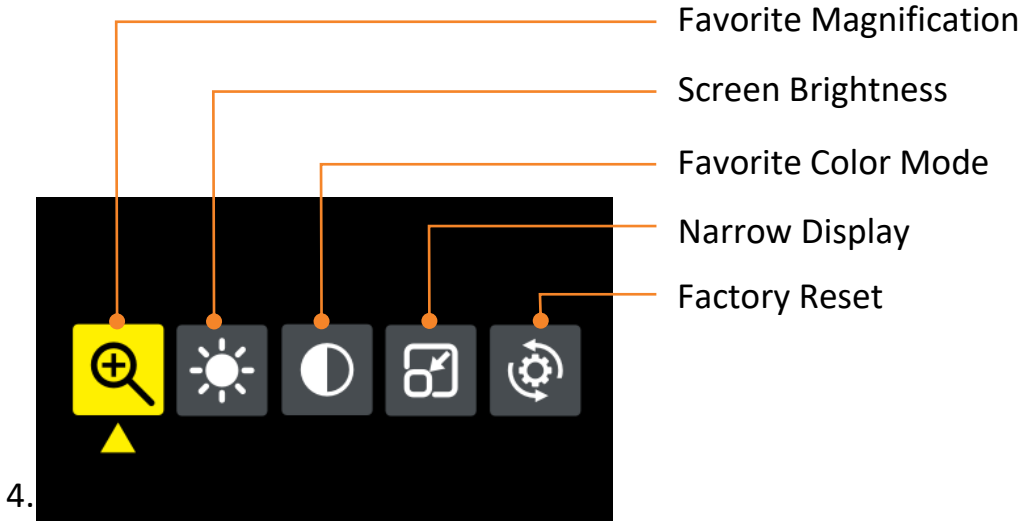 Favorite Magnification
Screen Brightness
Favorite Color Mode
Narrow Display
Factory Reset
4.